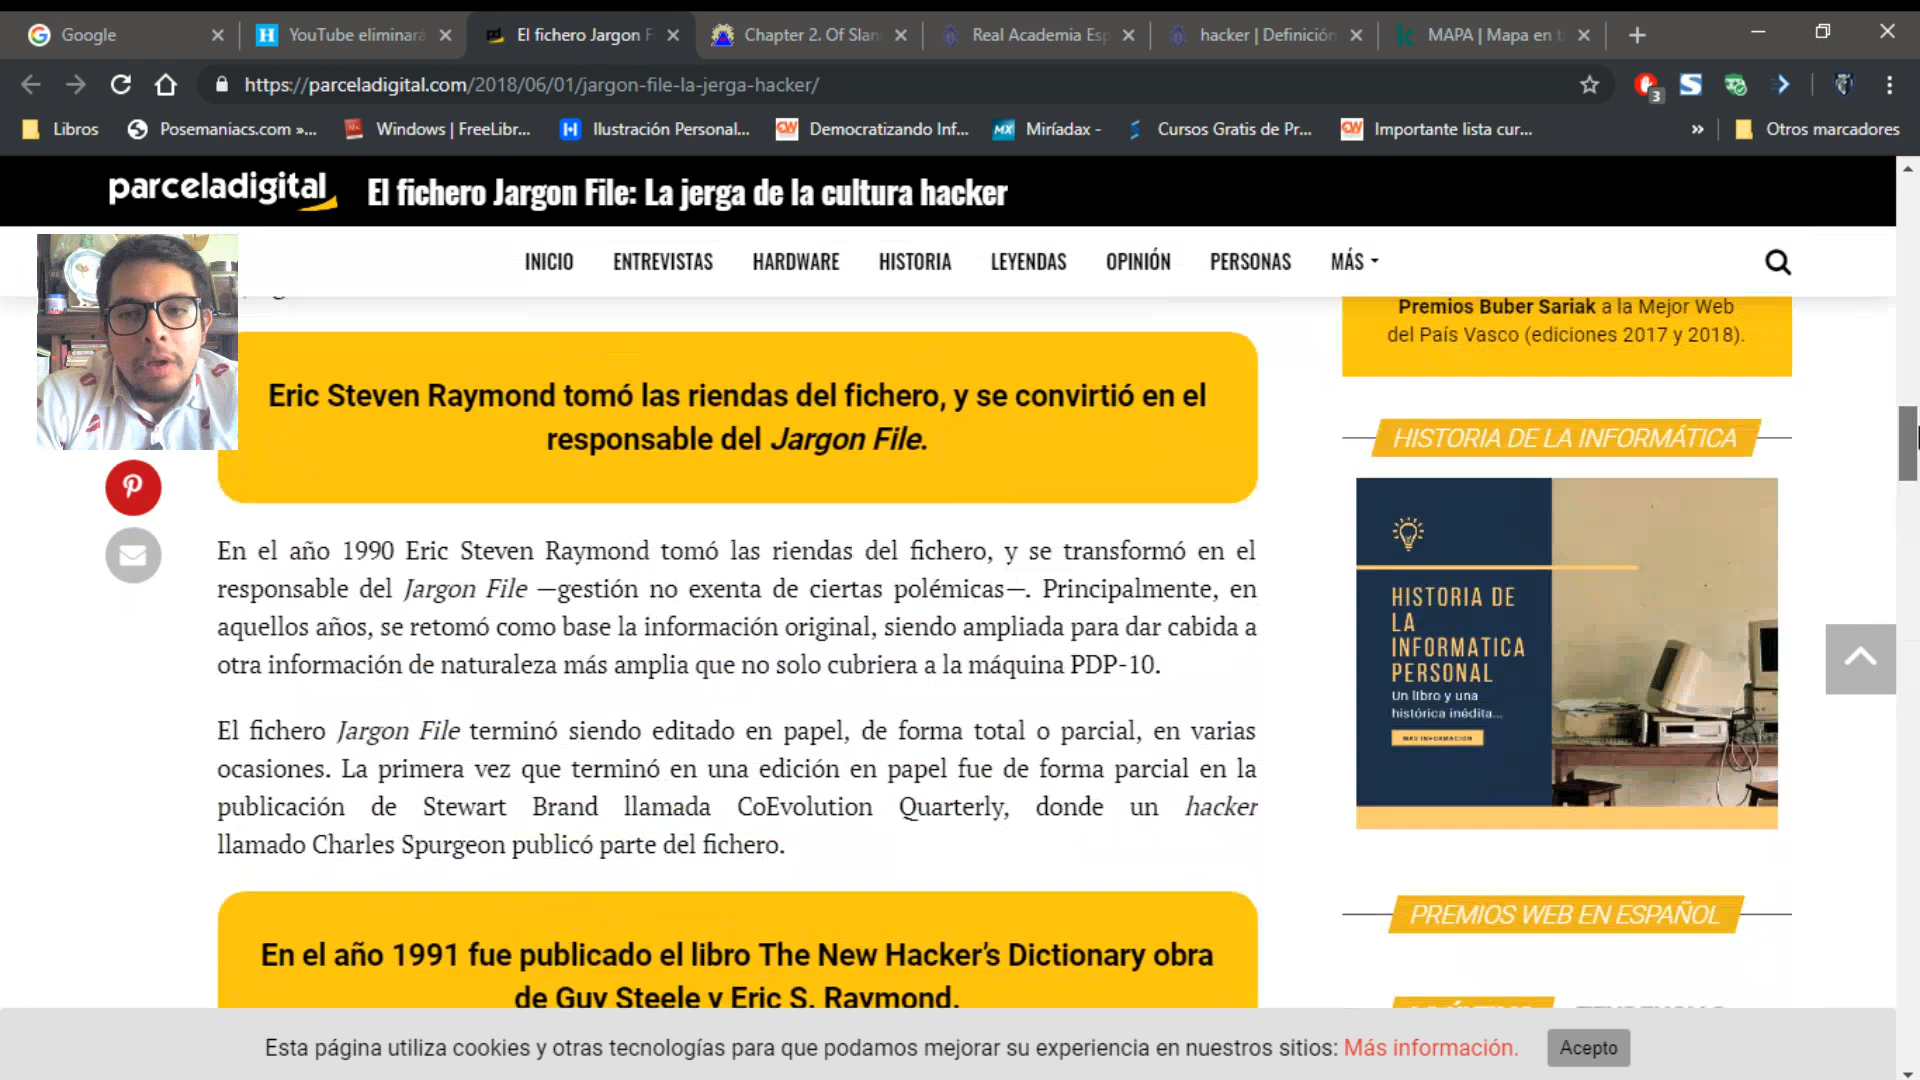 Google
YouTube eliminará
El fichero Jargon F
Chapter 2. Of Slan
Real Academia Esp
hacker | Definición
MAPA | Mapa en ti
https://parceladigital.com/2018/06/01/jargon-file-la-jerga-hacker/
3
Libros
Posemaniacs.com »...
Windows | FreeLibr...
Ilustración Personal...
Democratizando Inf...
Miríadax -
Cursos Gratis de Pr...
Importante lista cur...
»
Otros marcadores
parceladigital
El fichero Jargon File: La jerga de la cultura hacker
INICIO
ENTREVISTAS
HARDWARE
HISTORIA
LEYENDAS
OPINIÓN
PERSONAS
MÁS
Eric Steven Raymond tomó las riendas del fichero, y se convirtió en el
responsable del Jargon File.
En el año 1990 Eric Steven Raymond tomó las riendas del fichero, y se transformó en el
responsable del Jargon File —gestión no exenta de ciertas polémicas—. Principalmente, en
aquellos años, se retomó como base la información original, siendo ampliada para dar cabida a
otra información de naturaleza más amplia que no solo cubriera a la máquina PDP-10.
El fichero Jargon File terminó siendo editado en papel, de forma total o parcial, en varias
ocasiones. La primera vez que terminó en una edición en papel fue de forma parcial en la
publicación de Stewart Brand llamada CoEvolution Quarterly, donde un hacker
llamado Charles Spurgeon publicó parte del fichero.
En el año 1991 fue publicado el libro The New Hacker’s Dictionary obra
de Guy Steele y Eric S. Raymond.
Premios Buber Sariak a la Mejor Web
del País Vasco (ediciones 2017 y 2018).
HISTORIA DE LA INFORMÁTICA
HISTORIA DE
LA
INFORMATICA
PERSONAL
Un libro y una
histórica inédita...
MÁS INFORMACIÓN
PREMIOS WEB EN ESPAÑOL
Esta página utiliza cookies y otras tecnologías para que podamos mejorar su experiencia en nuestros sitios: Más información.
Acepto